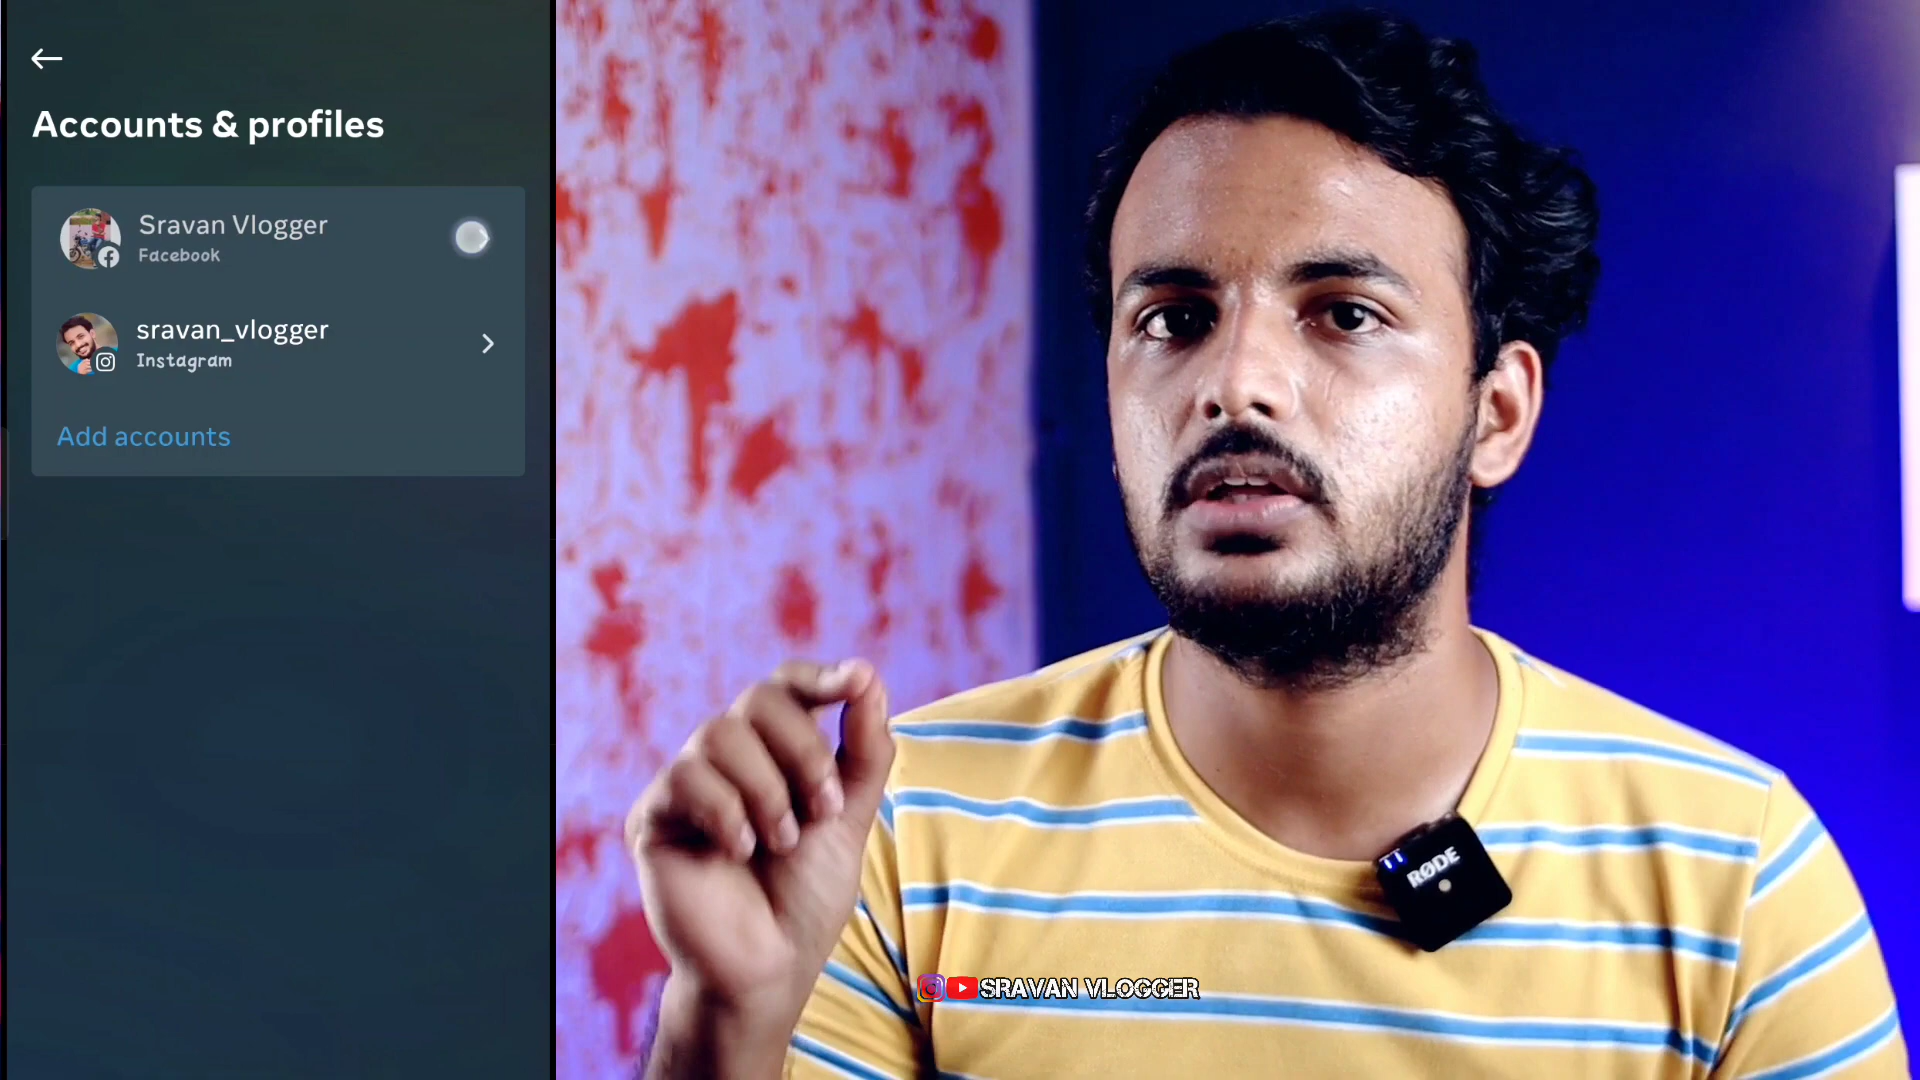 Accounts & profiles
Sravan Vlogger
Facebook
sravan_vlogger
Instagram
Add accounts
RØDE
SRAVAN VLOGGER